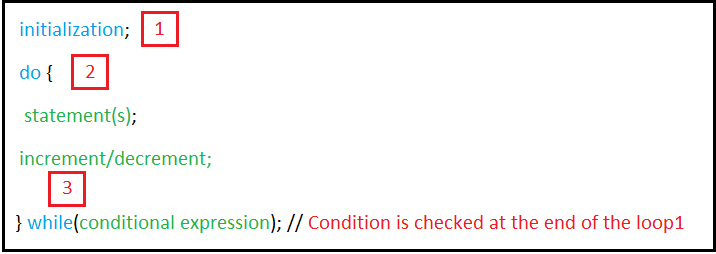 initialization; 1
do { 2
statement(s);
increment/decrement;
3
} while(conditional expression); // Condition is checked at the end of the loop1